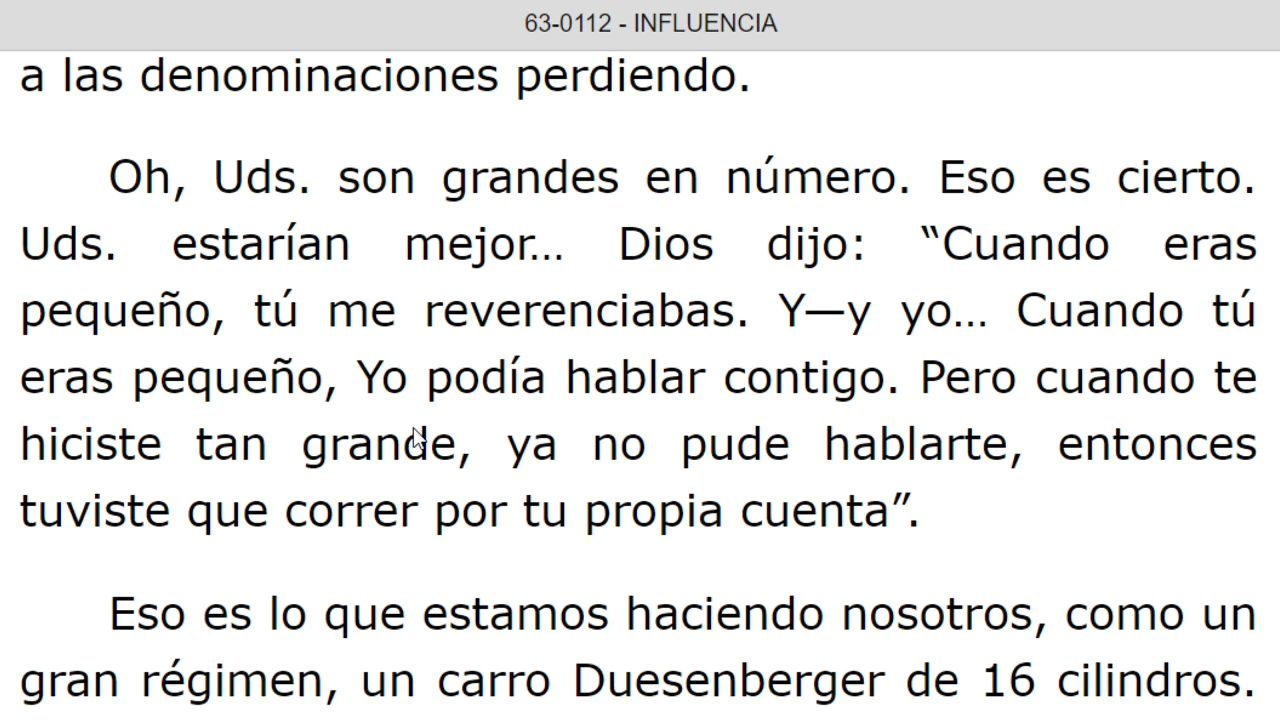 63-0112 - INFLUENCIA
a las denominaciones perdiendo.
Oh, Uds. son grandes en número. Eso es cierto.
Uds. estarían mejor... Dios dijo: “Cuando eras
pequeño, tú me reverenciabas. Y—y yo... Cuando tú
eras pequeño, Yo podía hablar contigo. Pero cuando te
hiciste tan grande, ya no pude hablarte, entonces
tuviste que correr por tu propia cuenta”.
Eso es lo que estamos haciendo nosotros, como un
gran régimen, un carro Duesenberger de 16 cilindros.